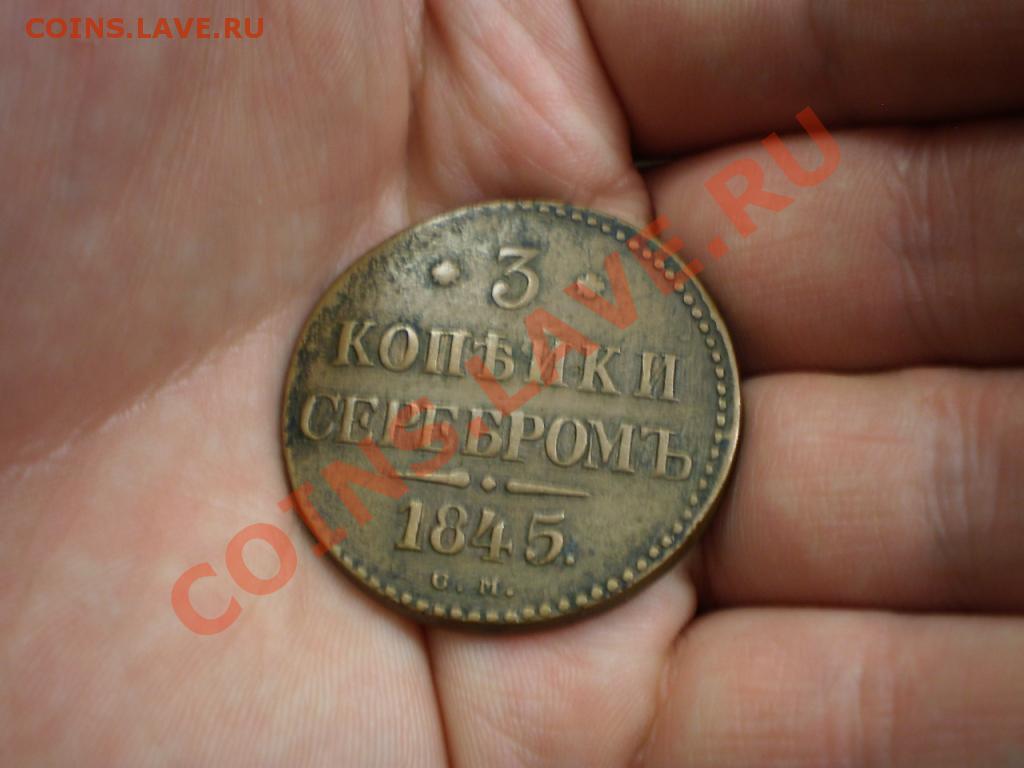 COINS.LAVE.RU
COINS.LAVE.RU
· 3 ·
КОПѢЙКИ
СЕРЕБРОМЪ
1845.
С. М.